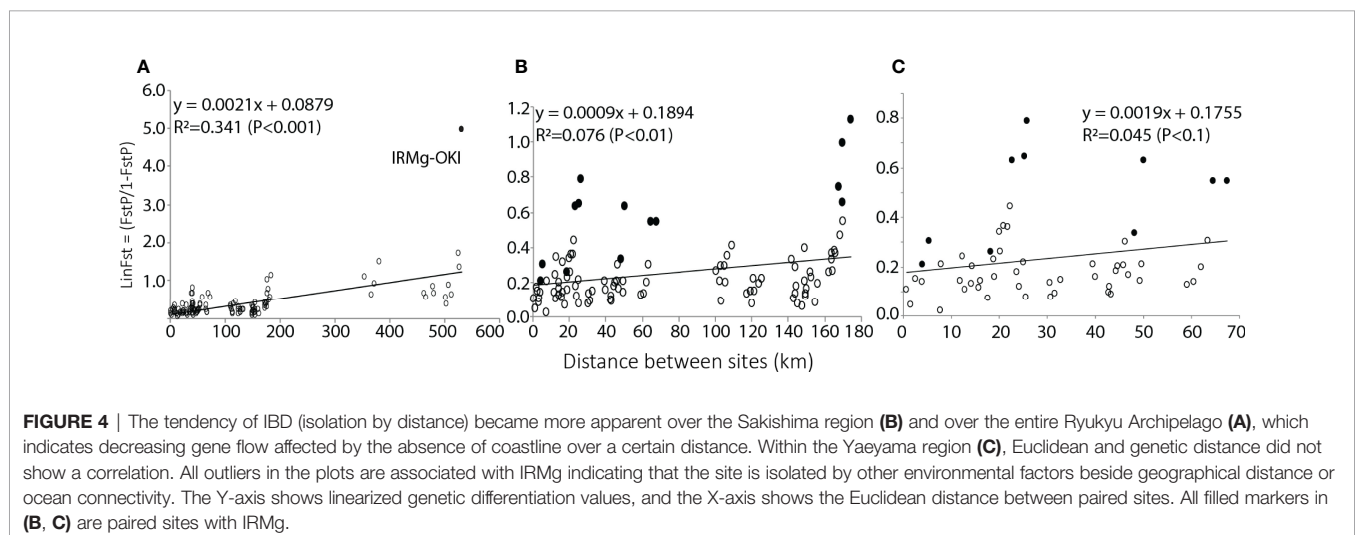 A
B
C
y = 0.0021x + 0.0879
R²=0.341 (P<0.001)
IRMg-OKI
LinFst = (FstP/1-FstP)
6.0
5.0
4.0
3.0
2.0
1.0
0 100 200 300 400 500 600
y = 0.0009x + 0.1894
R²=0.076 (P<0.01)
1.2
1.0
0.8
0.6
0.4
0.2
0.0
0 20 40 60 80 100 120 140 160 180
y = 0.0019x + 0.1755
R²=0.045 (P<0.1)
0.8
0.6
0.4
0.2
0.0
0 10 20 30 40 50 60 70
Distance between sites (km)
FIGURE 4 | The tendency of IBD (isolation by distance) became more apparent over the Sakishima region (B) and over the entire Ryukyu Archipelago (A), which
indicates decreasing gene flow affected by the absence of coastline over a certain distance. Within the Yaeyama region (C), Euclidean and genetic distance did not
show a correlation. All outliers in the plots are associated with IRMg indicating that the site is isolated by other environmental factors beside geographical distance or
ocean connectivity. The Y-axis shows linearized genetic differentiation values, and the X-axis shows the Euclidean distance between paired sites. All filled markers in
(B, C) are paired sites with IRMg.